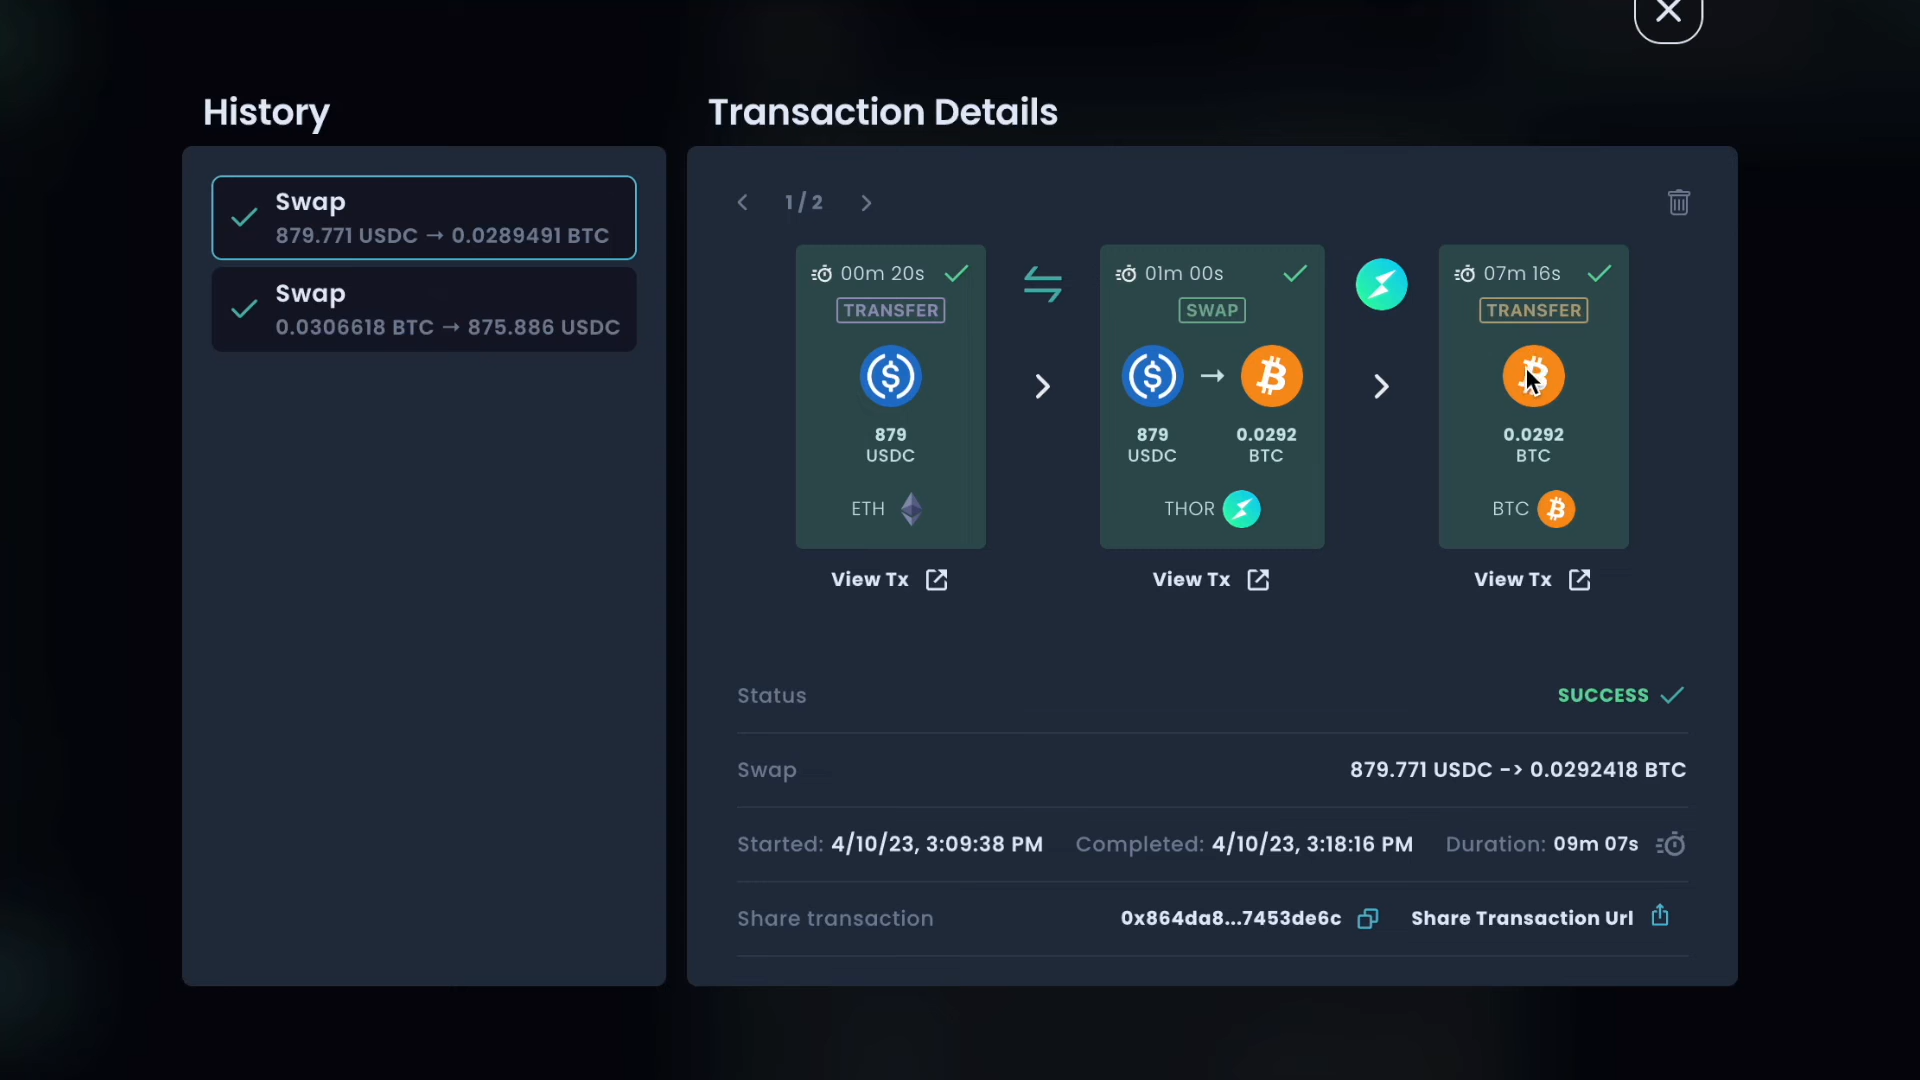 History
Transaction Details
Swap
879.771 USDC → 0.0289491 BTC
Swap
0.0306618 BTC → 875.886 USDC
1 / 2
00m 20s
TRANSFER
879
USDC
ETH
View Tx
01m 00s
SWAP
879 0.0292
USDC BTC
THOR
View Tx
07m 16s
TRANSFER
0.0292
BTC
BTC
View Tx
Status SUCCESS
Swap 879.771 USDC -> 0.0292418 BTC
Started: 4/10/23, 3:09:38 PM Completed: 4/10/23, 3:18:16 PM Duration: 09m 07s
Share transaction 0x864da8...7453de6c Share Transaction Url